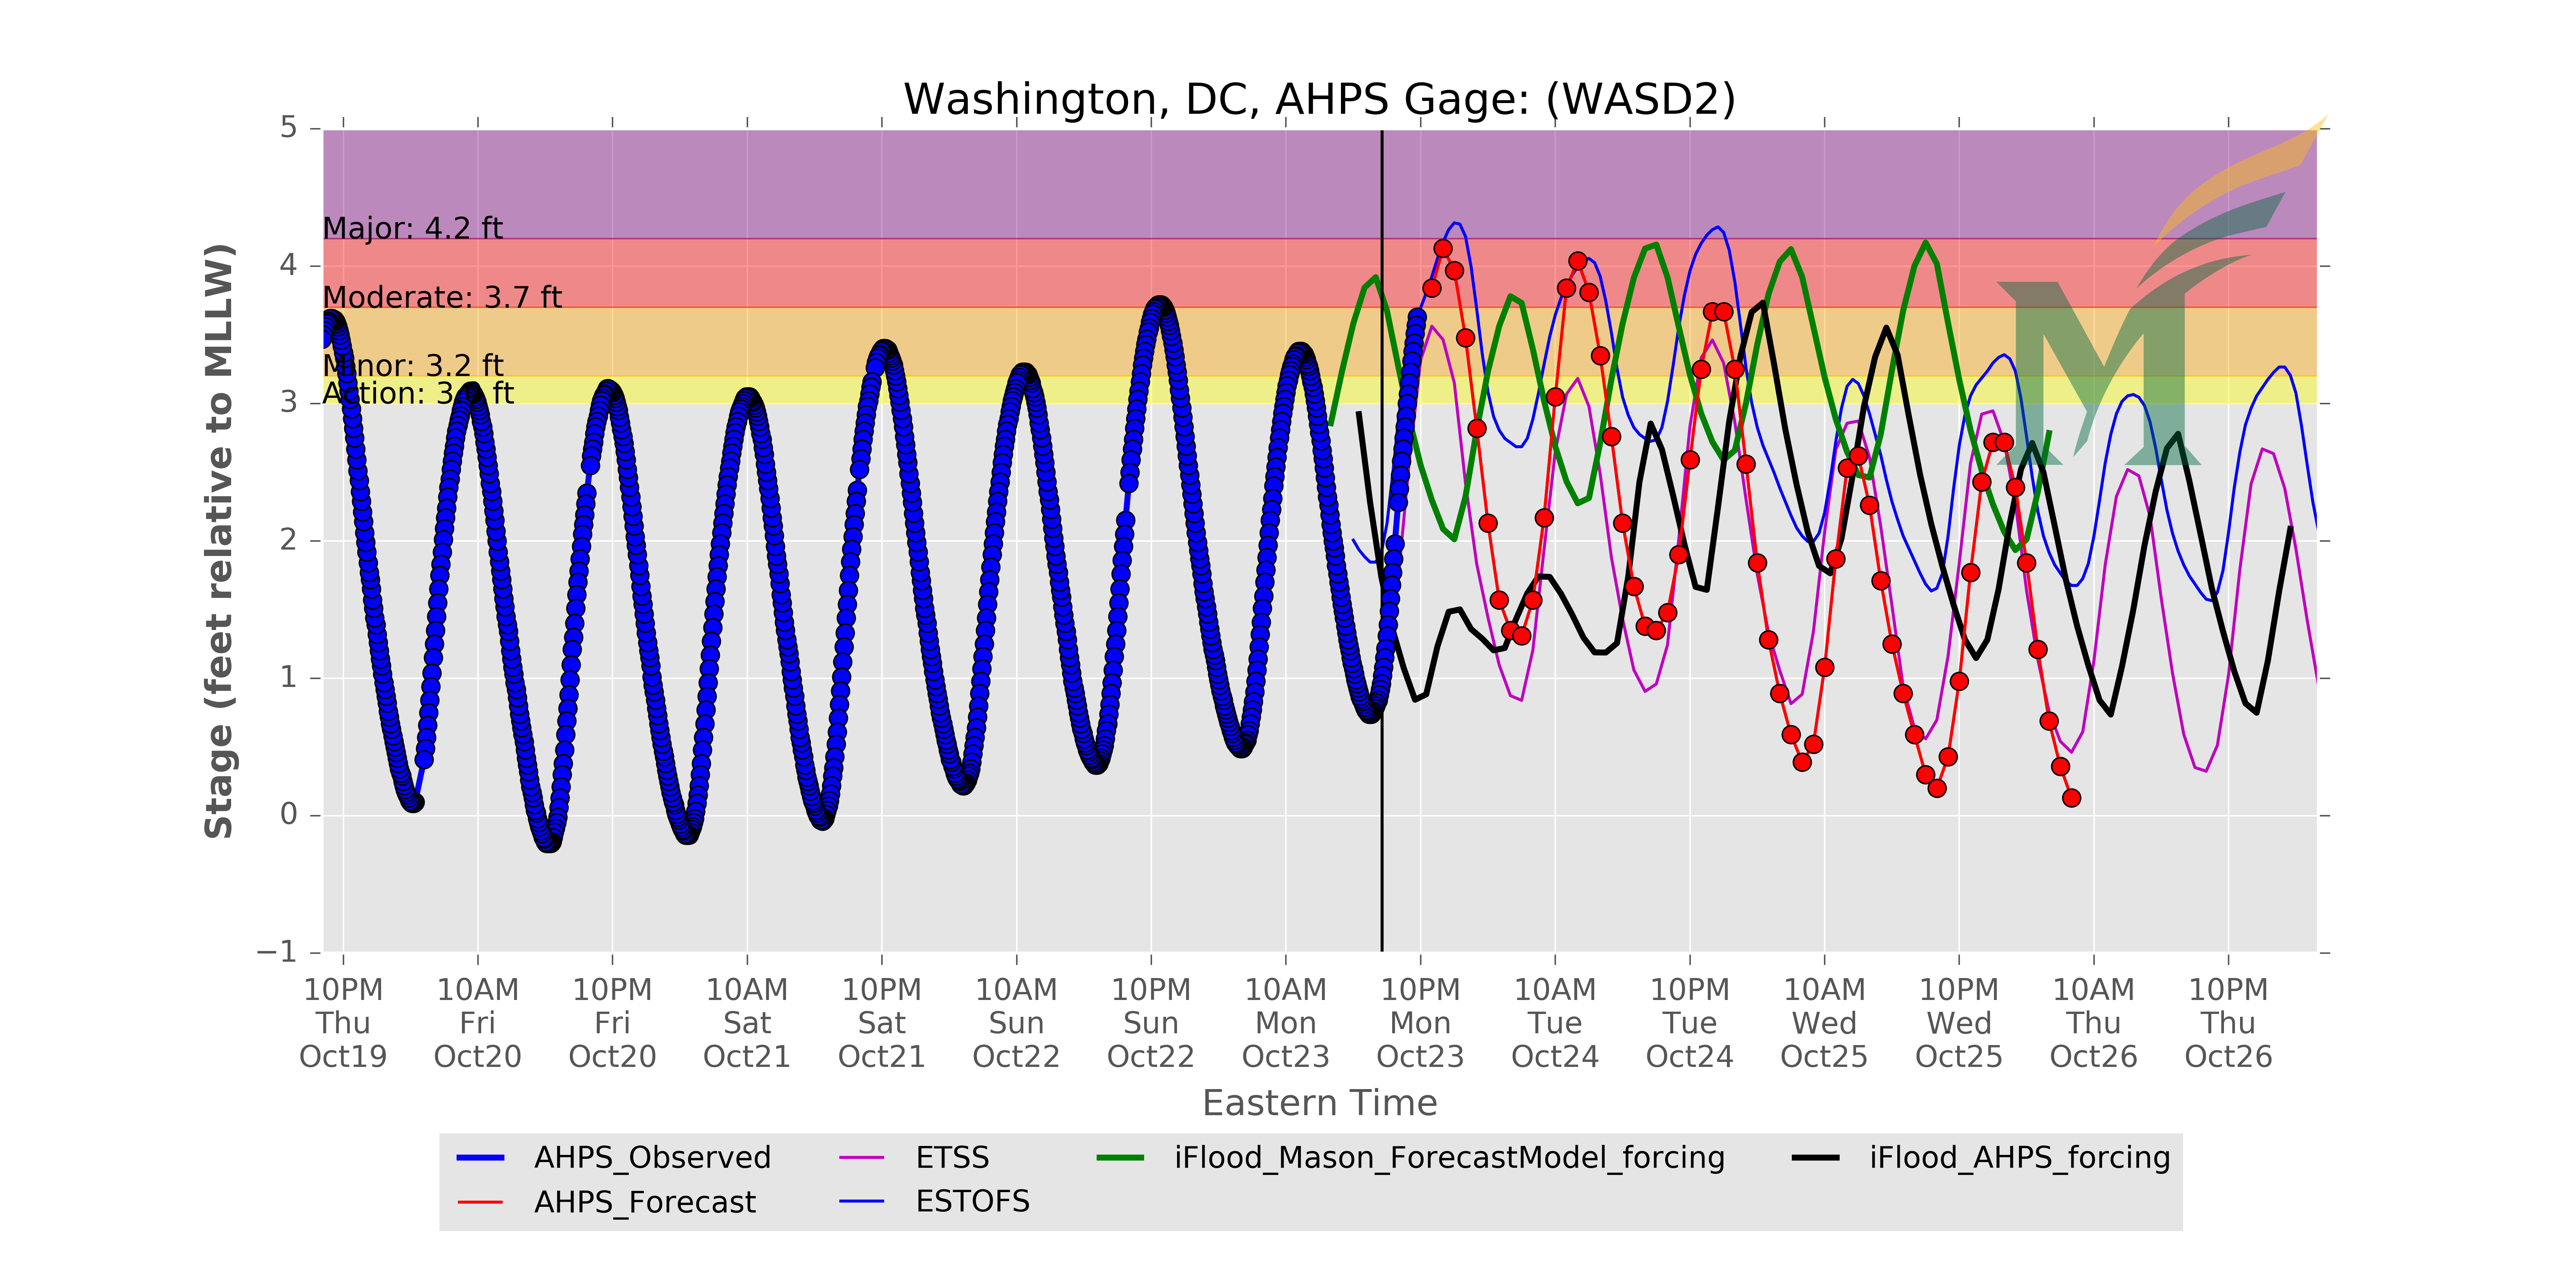 Washington, DC, AHPS Gage: (WASD2)
Stage (feet relative to MLLW)
5
4
3
2
1
0
−1
Major: 4.2 ft
Moderate: 3.7 ft
Minor: 3.2 ft
Action: 3.0 ft
10PM 10AM 10PM 10AM 10PM 10AM 10PM 10AM 10PM 10AM 10PM 10AM 10PM 10AM 10PM
Thu Fri Fri Sat Sat Sun Sun Mon Mon Tue Tue Wed Wed Thu Thu
Oct19 Oct20 Oct20 Oct21 Oct21 Oct22 Oct22 Oct23 Oct23 Oct24 Oct24 Oct25 Oct25 Oct26 Oct26
Eastern Time
AHPS_Observed ETSS iFlood_Mason_ForecastModel_forcing iFlood_AHPS_forcing
AHPS_Forecast ESTOFS
M